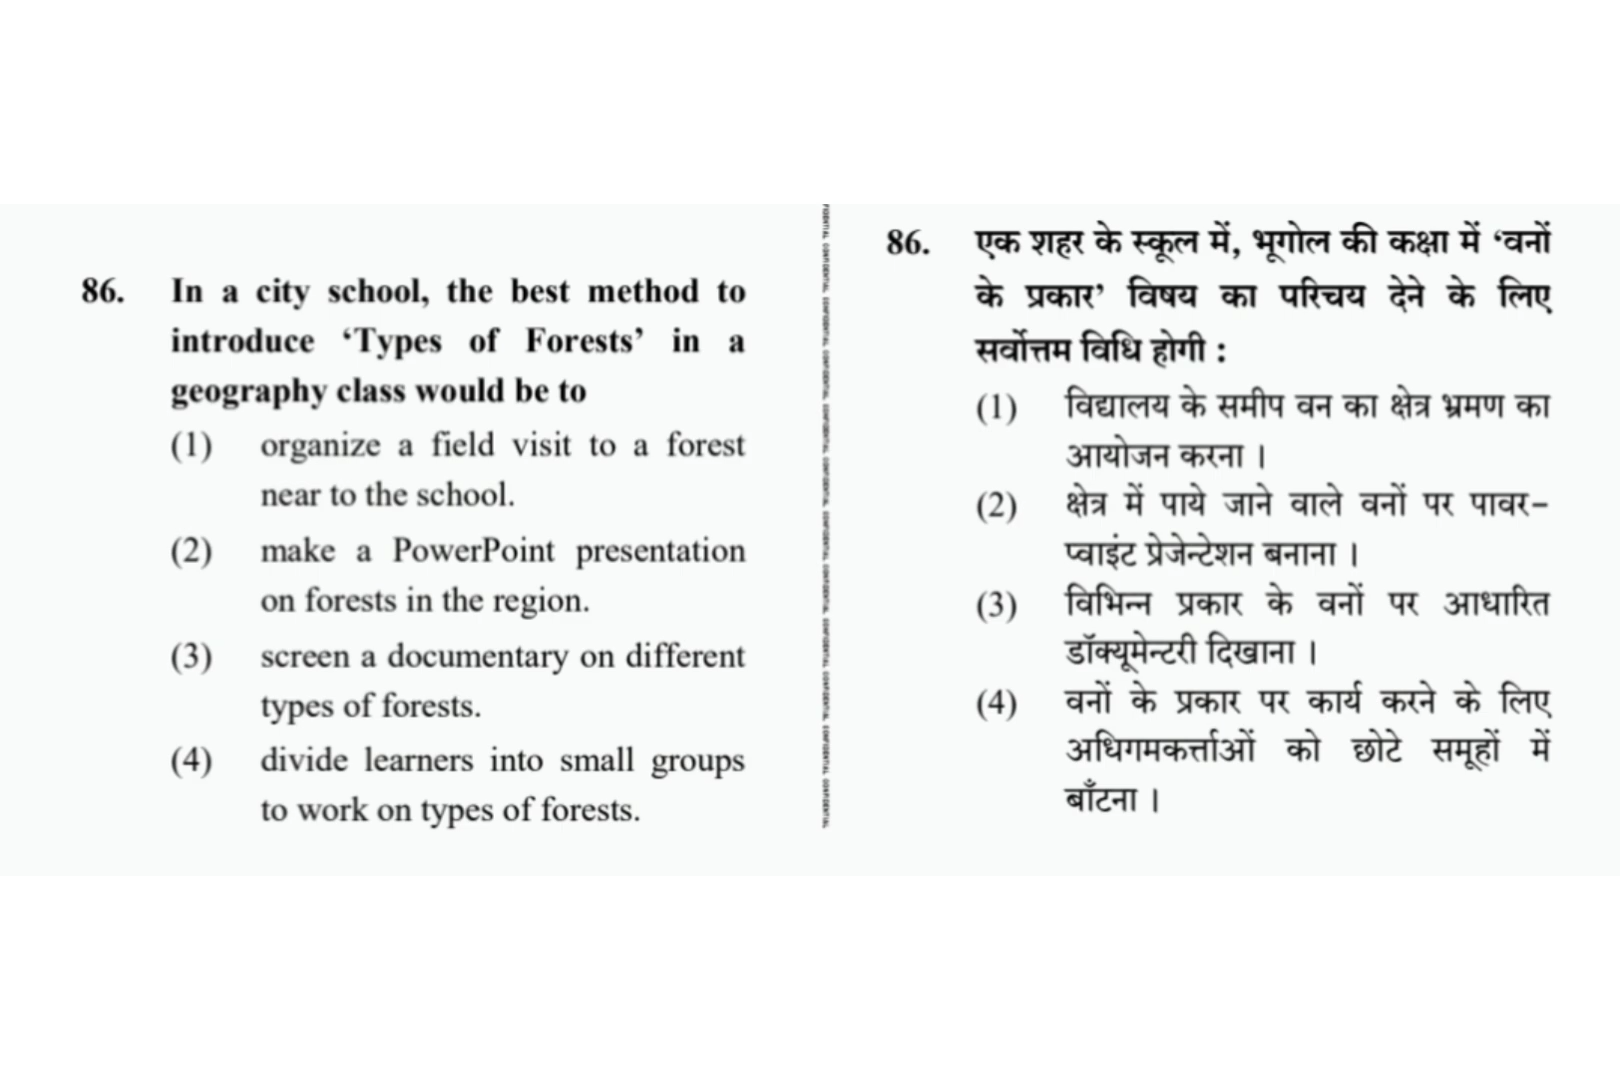 86. In a city school, the best method to
introduce ‘Types of Forests’ in a
geography class would be to
(1) organize a field visit to a forest
near to the school.
(2) make a PowerPoint presentation
on forests in the region.
(3) screen a documentary on different
types of forests.
(4) divide learners into small groups
to work on types of forests.
86. एक शहर के स्कूल में, भूगोल की कक्षा में ‘वनों
के प्रकार’ विषय का परिचय देने के लिए
सर्वोत्तम विधि होगी :
(1) विद्यालय के समीप वन का क्षेत्र भ्रमण का
आयोजन करना ।
(2) क्षेत्र में पाये जाने वाले वनों पर पावर-
प्वाइंट प्रेजेन्टेशन बनाना ।
(3) विभिन्न प्रकार के वनों पर आधारित
डॉक्यूमेन्टरी दिखाना ।
(4) वनों के प्रकार पर कार्य करने के लिए
अधिगमकर्त्ताओं को छोटे समूहों में
बाँटना ।